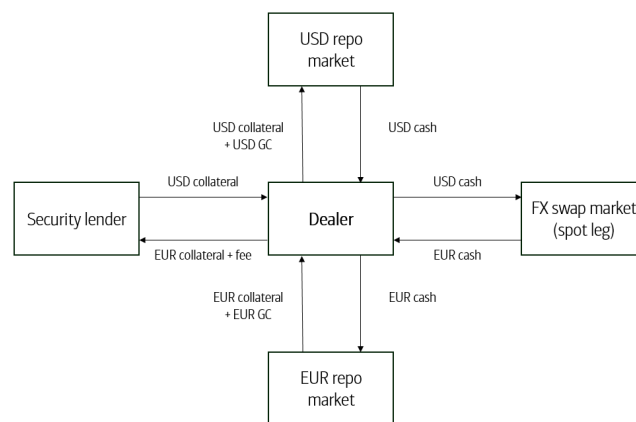 USD repo
market
USD collateral
+ USD GC
USD cash
USD collateral
USD cash
Security lender
Dealer
FX swap market
(spot leg)
EUR collateral + fee
EUR cash
EUR collateral
+ EUR GC
EUR cash
EUR repo
market